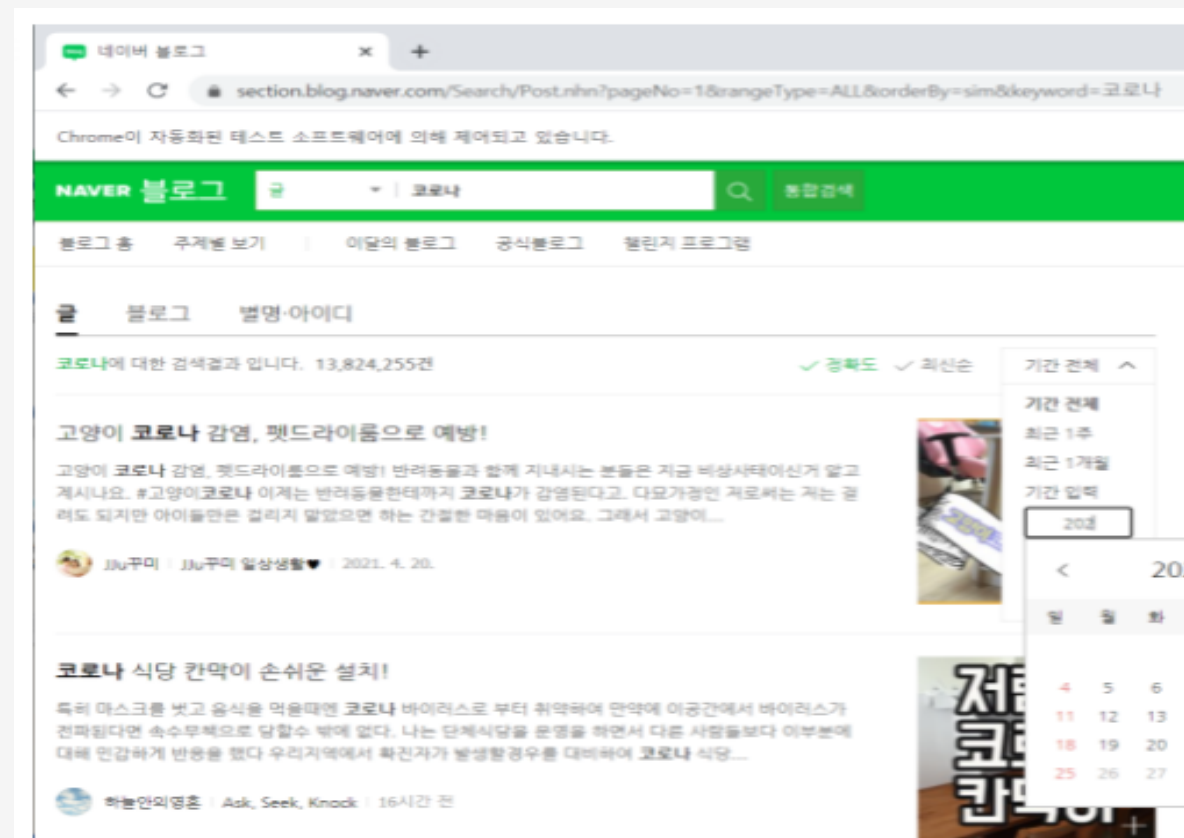 네이버 블로그
section.blog.naver.com/Search/Post.nhn?pageNo=1&rangeType=ALL&orderBy=sim&keyword=코로나
Chrome이 자동화된 테스트 소프트웨어에 의해 제어되고 있습니다.
NAVER 블로그 글 코로나 통합검색
블로그 홈 주제별 보기 이달의 블로그 공식블로그 챌린지 프로그램
글 블로그 별명·아이디
코로나에 대한 검색결과 입니다. 13,824,255건 정확도 최신순 기간 전체
기간 전체
최근 1주
최근 1개월
기간 입력
202
20
일 월 화
4 5 6
11 12 13
18 19 20
25 26 27
고양이 코로나 감염, 펫드라이룸으로 예방!
고양이 코로나 감염, 펫드라이룸으로 예방! 반려동물과 함께 지내시는 분들은 지금 비상사태이신거 알고
계시나요. #고양이코로나 이제는 반려동물한테까지 코로나가 감염된다고. 다묘가정인 저로써는 저는 걸
려도 되지만 아이들만은 걸리지 말았으면 하는 간절한 마음이 있어요. 그래서 고양이....
JJu꾸미 JJu꾸미 일상생활♥ 2021. 4. 20.
코로나 식당 칸막이 손쉬운 설치!
특히 마스크를 벗고 음식을 먹을때엔 코로나 바이러스로 부터 취약하여 만약에 이공간에서 바이러스가
전파된다면 속수무책으로 당할수 밖에 없다. 나는 단체식당을 운영을 하면서 다른 사람들보다 이부분에
대해 민감하게 반응을 했다 우리지역에서 확진자가 발생할경우를 대비하여 코로나 식당....
하늘안의영혼 Ask, Seek, Knock 16시간 전